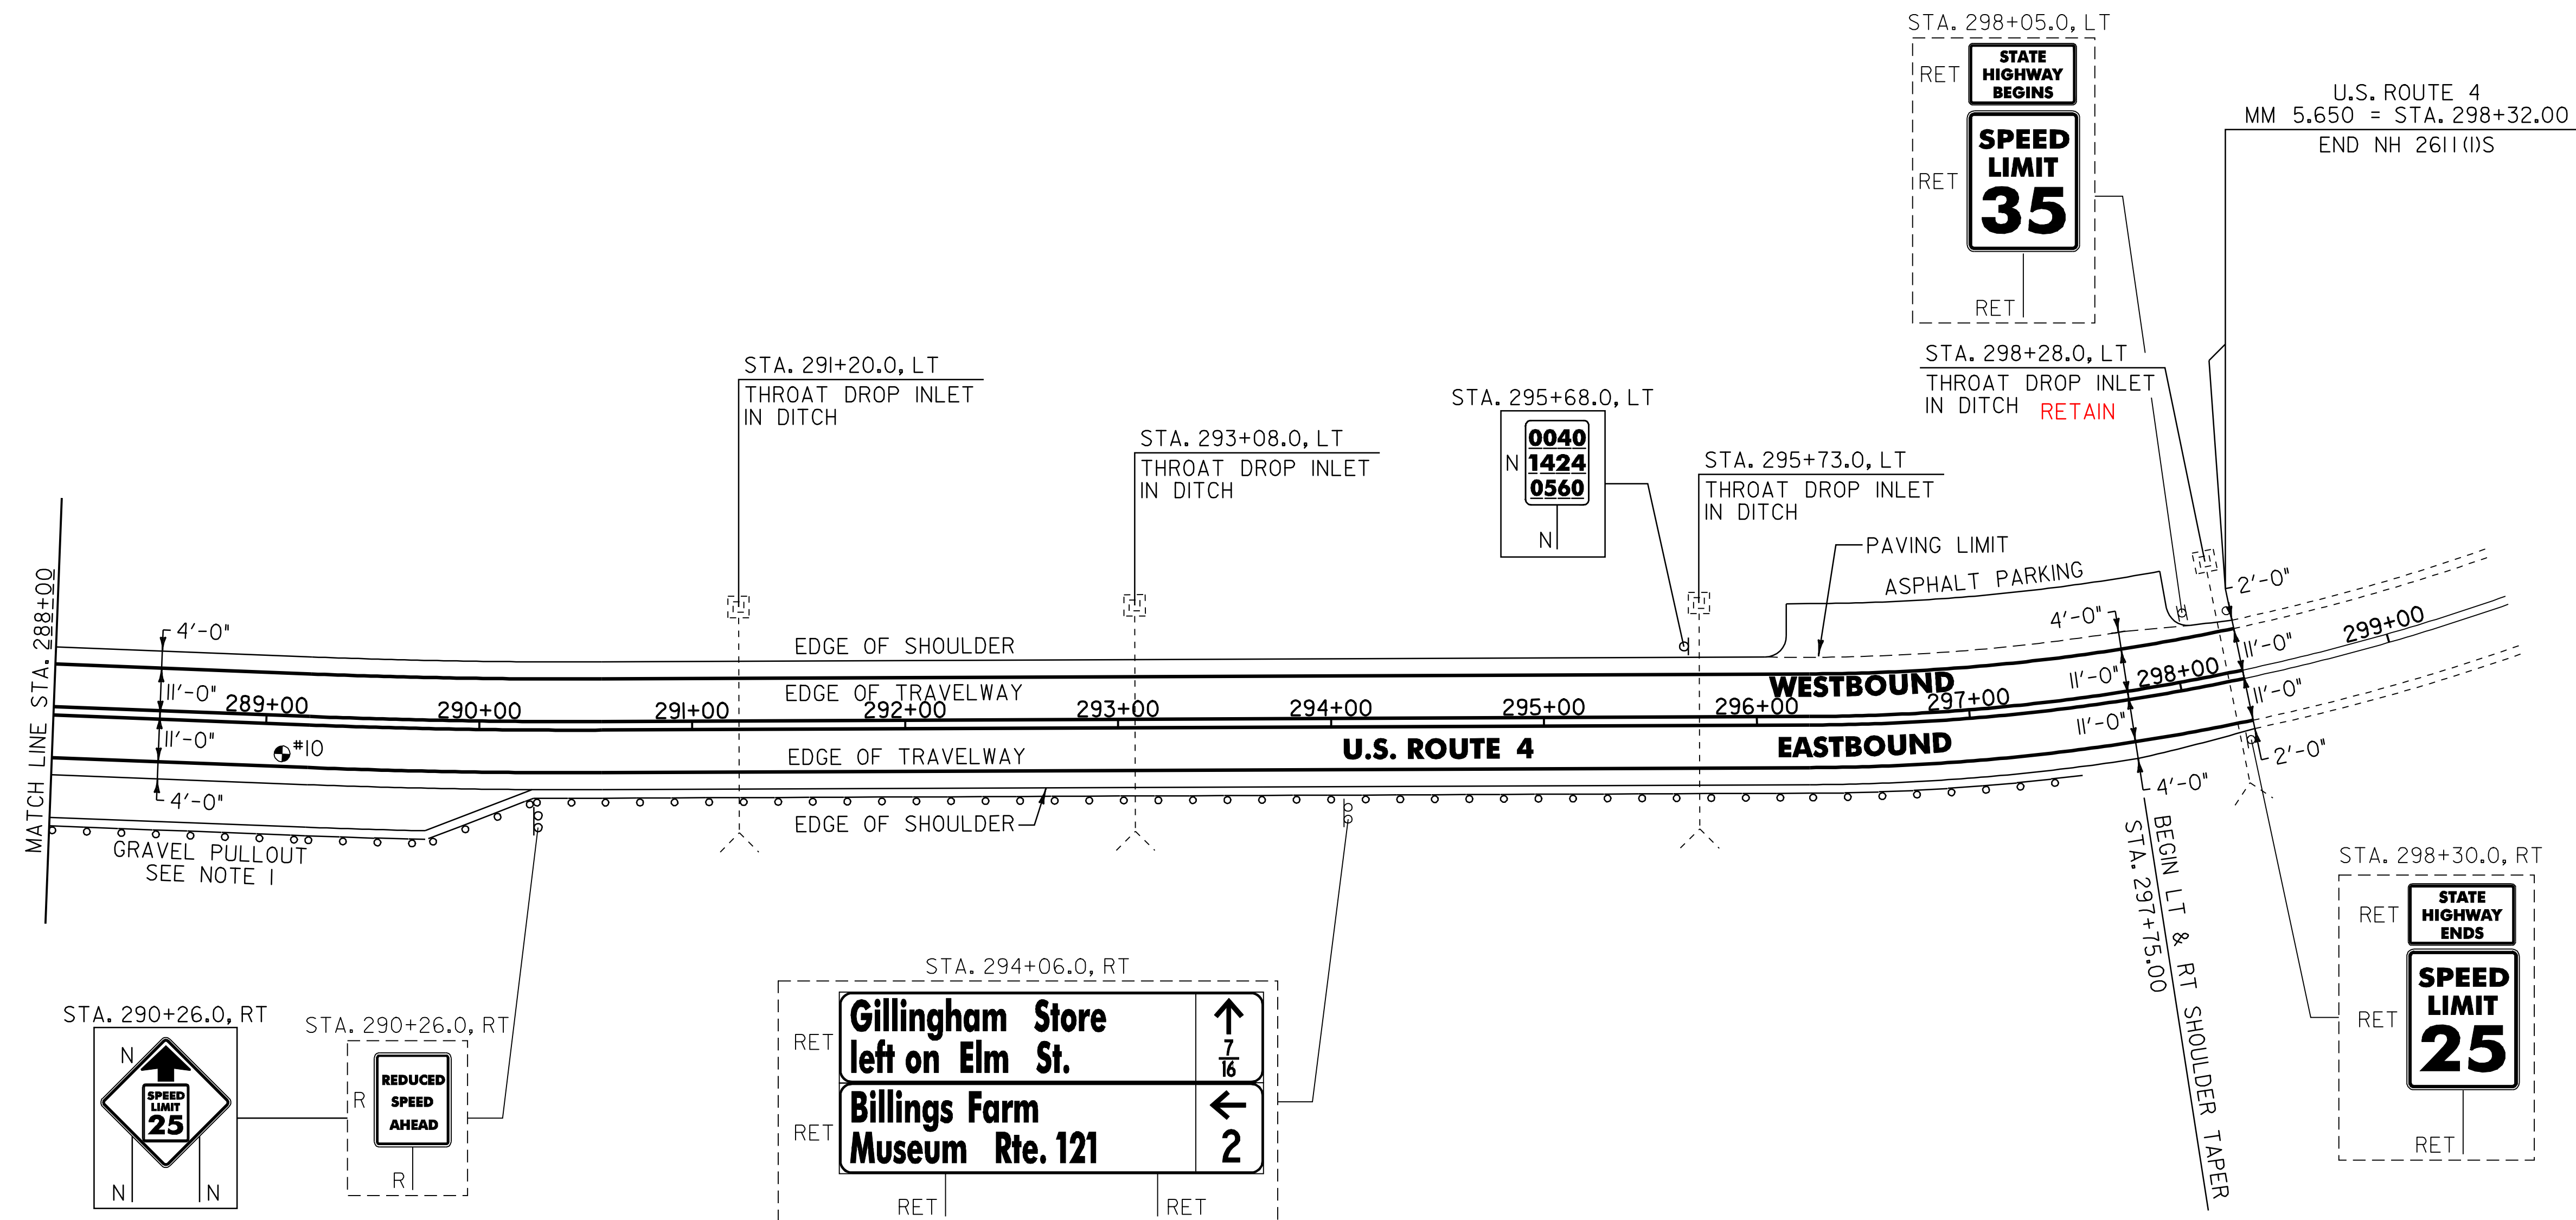 STA. 298+05.0, LT
RET
STATE
HIGHWAY
BEGINS
RET
SPEED
LIMIT
35
RET
U.S. ROUTE 4
MM 5.650 = STA. 298+32.00
END NH 2611(1)S
STA. 291+20.0, LT
THROAT DROP INLET
IN DITCH
STA. 293+08.0, LT
THROAT DROP INLET
IN DITCH
STA. 295+68.0, LT
N
0040
1424
0560
N
STA. 295+73.0, LT
THROAT DROP INLET
IN DITCH
STA. 298+28.0, LT
THROAT DROP INLET
IN DITCH RETAIN
PAVING LIMIT
ASPHALT PARKING
MATCH LINE STA. 288+00
4'-0"
11'-0"
11'-0"
4'-0"
EDGE OF SHOULDER
EDGE OF TRAVELWAY
289+00
290+00
291+00
292+00
293+00
294+00
295+00
296+00
297+00
298+00
299+00
#10
EDGE OF TRAVELWAY
U.S. ROUTE 4
WESTBOUND
EASTBOUND
4'-0"
11'-0"
11'-0"
4'-0"
2'-0"
11'-0"
11'-0"
2'-0"
EDGE OF SHOULDER
GRAVEL PULLOUT
SEE NOTE 1
BEGIN LT & RT SHOULDER TAPER
STA. 297+75.00
STA. 290+26.0, RT
N
SPEED
LIMIT
25
N
N
STA. 290+26.0, RT
R
REDUCED
SPEED
AHEAD
R
STA. 294+06.0, RT
RET
Gillingham Store
left on Elm St.
7
16
RET
Billings Farm
Museum Rte. 121
2
RET
RET
STA. 298+30.0, RT
RET
STATE
HIGHWAY
ENDS
RET
SPEED
LIMIT
25
RET